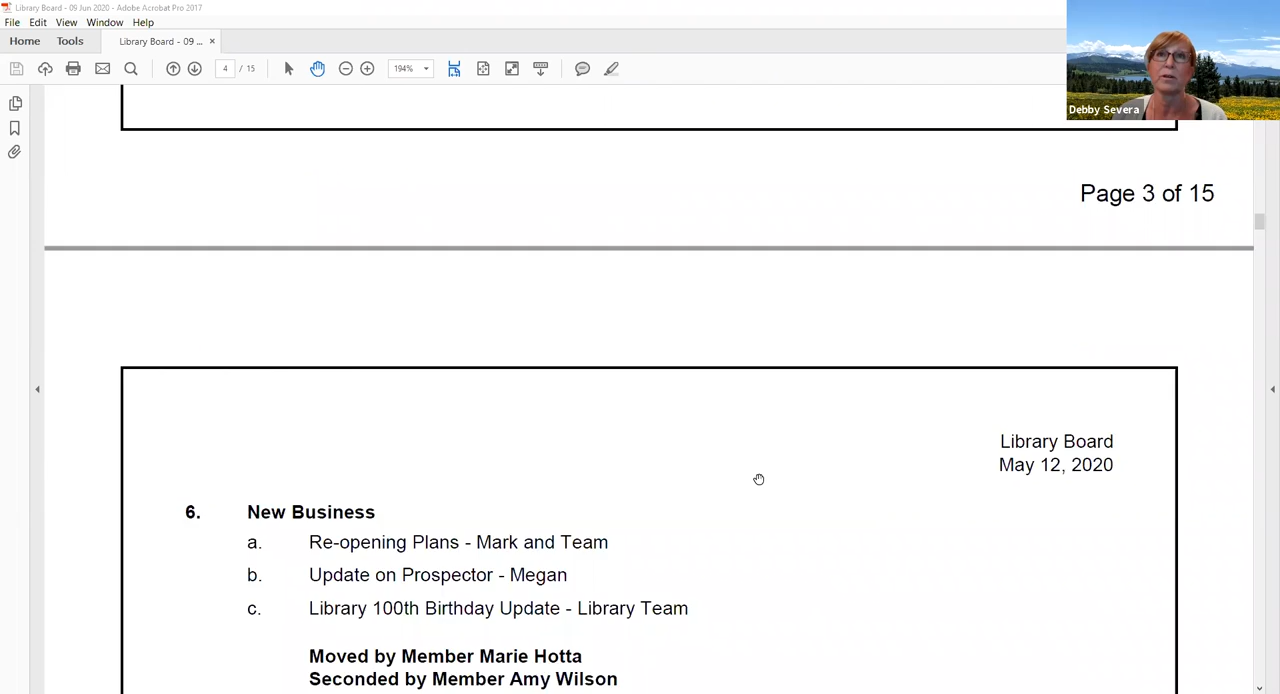 Library Board - 09 Jun 2020 - Adobe Acrobat Pro 2017
File Edit View Window Help
Home Tools Library Board - 09 ... ×
4 / 15 194%
Debby Severa
Page 3 of 15
Library Board
May 12, 2020
6. New Business
a. Re-opening Plans - Mark and Team
b. Update on Prospector - Megan
c. Library 100th Birthday Update - Library Team
Moved by Member Marie Hotta
Seconded by Member Amy Wilson